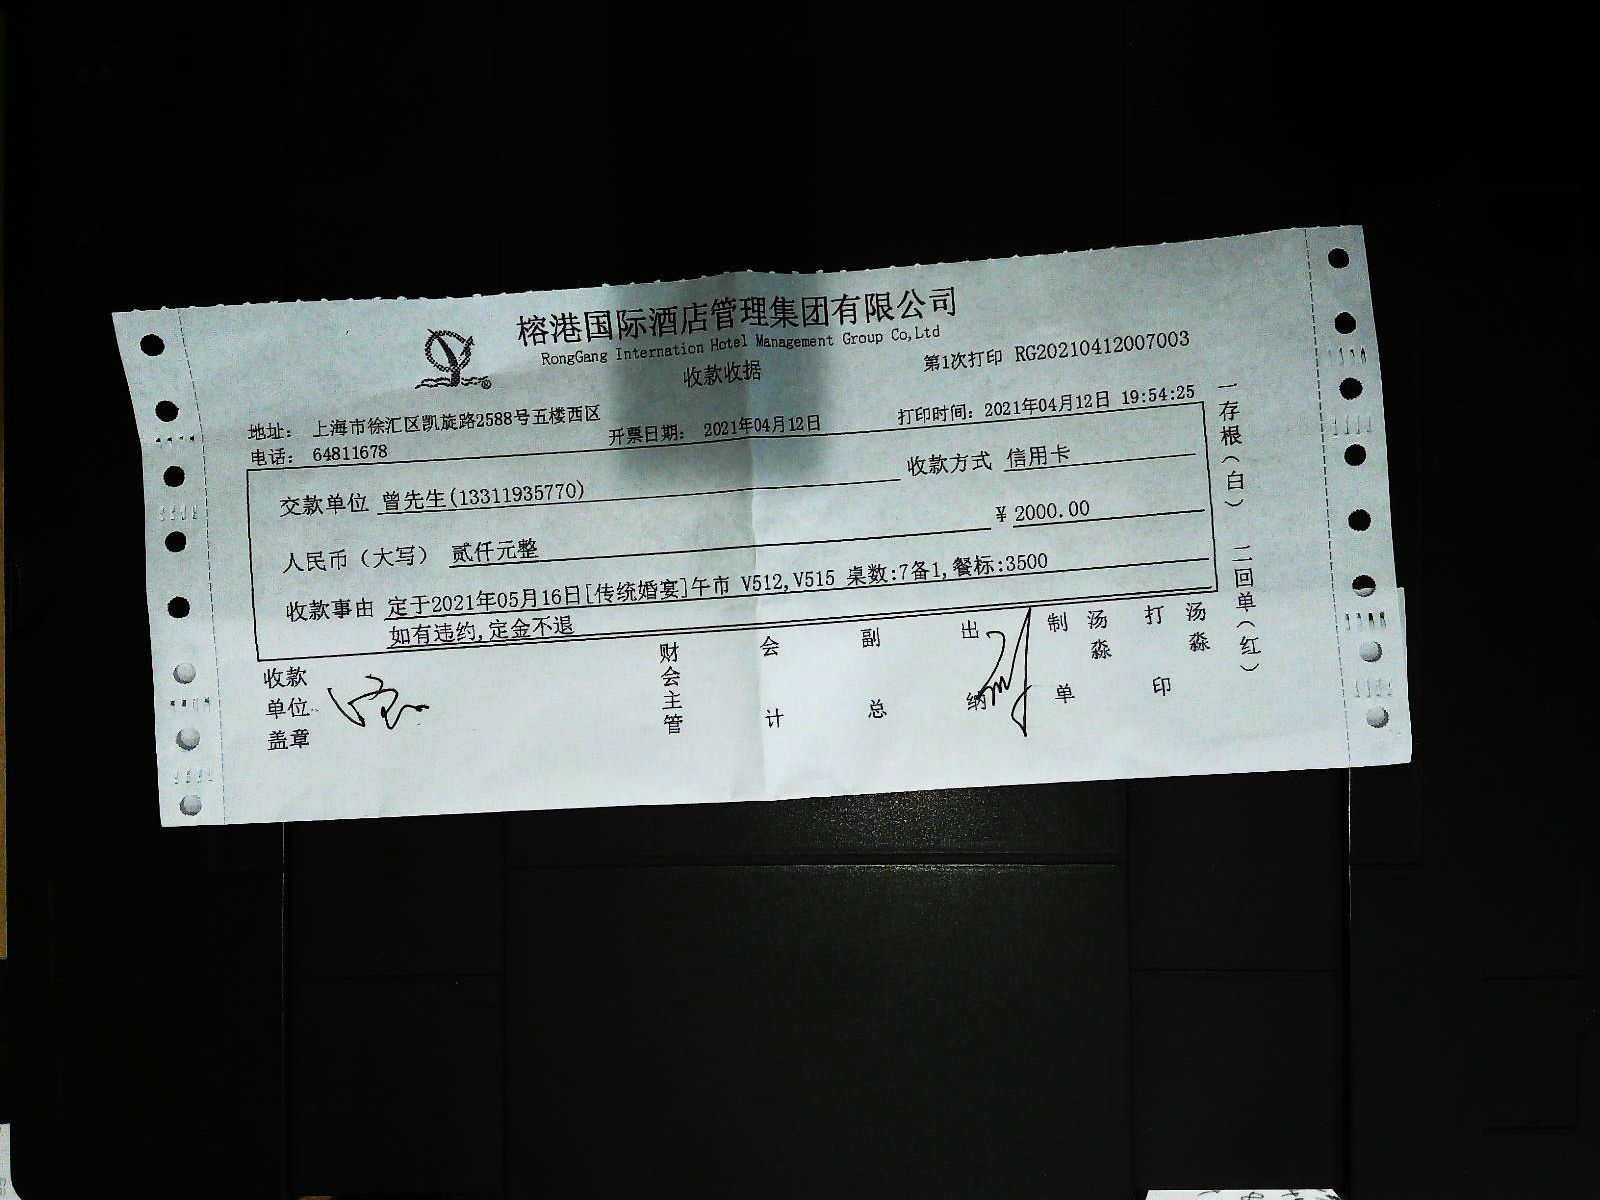 榕港国际酒店管理集团有限公司
RongGang Internation Hotel Management Group Co,Ltd
收款收据
第1次打印 RG20210412007003
地址: 上海市徐汇区凯旋路2588号五楼西区
电话: 64811678
开票日期: 2021年04月12日
打印时间: 2021年04月12日 19:54:25
交款单位 曾先生(13311935770)
收款方式 信用卡
人民币（大写） 贰仟元整
¥ 2000.00
收款事由 定于2021年05月16日[传统婚宴]午市 V512,V515 桌数:7备1,餐标:3500
如有违约,定金不退
收款单位盖章
财会主管
会计
副总
出纳
制单
汤淼
打印
汤淼
一存根(白) 二回单(红)